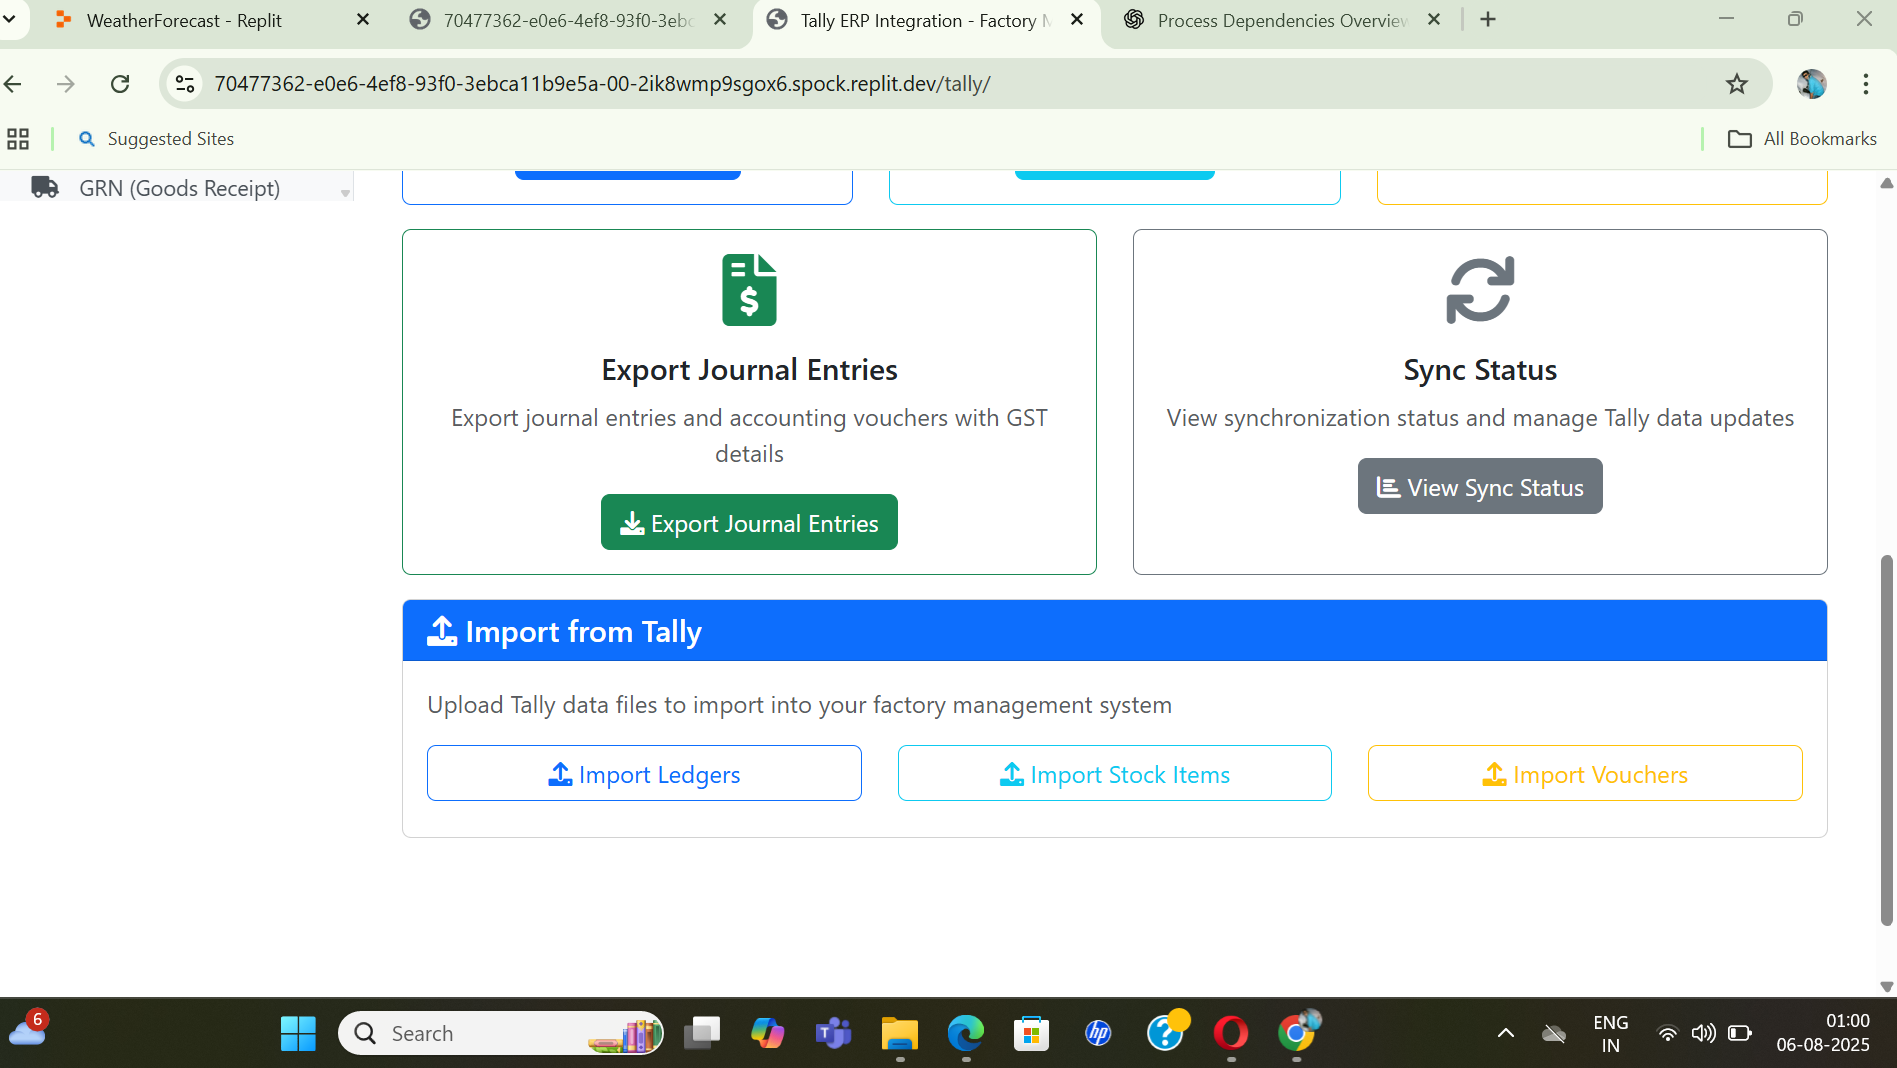 WeatherForecast - Replit
70477362-e0e6-4ef8-93f0-3ebc
Tally ERP Integration - Factory M
Process Dependencies Overview
70477362-e0e6-4ef8-93f0-3ebca11b9e5a-00-2ik8wmp9sgox6.spock.replit.dev/tally/
Suggested Sites
All Bookmarks
GRN (Goods Receipt)
Export Journal Entries
Export journal entries and accounting vouchers with GST
details
Export Journal Entries
Sync Status
View synchronization status and manage Tally data updates
View Sync Status
Import from Tally
Upload Tally data files to import into your factory management system
Import Ledgers
Import Stock Items
Import Vouchers
6
Search
hp
ENG
IN
01:00
06-08-2025